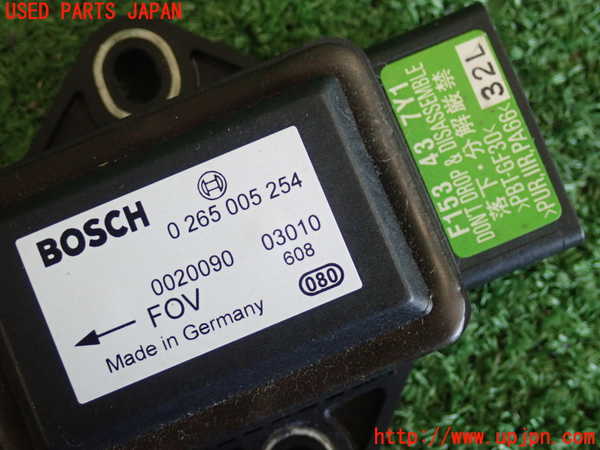 USED PARTS JAPAN
BOSCH
0 265 005 254
0020090 03010
608
FOV
080
Made in Germany
F153 43 7Y1
DON'T DROP & DISASSEMBLE
落下・分解厳禁
>PBT-GF30<
>PIR,IIR,PA66<
32L
http://www.upjpn.com/